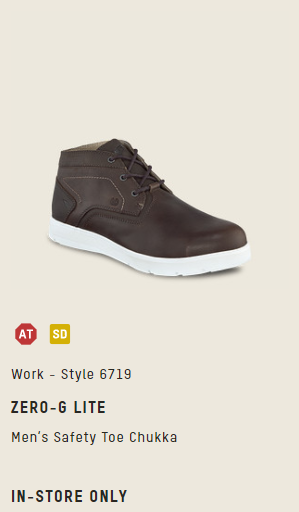 AT SD
Work - Style 6719
ZERO-G LITE
Men's Safety Toe Chukka
IN-STORE ONLY